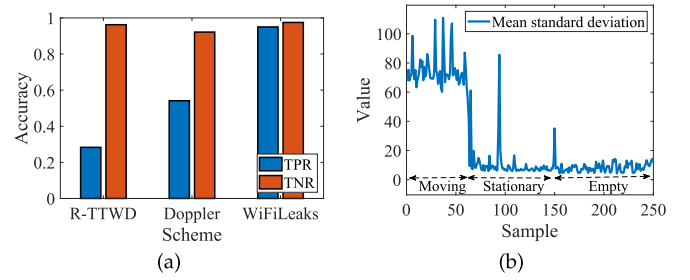 (a)
Accuracy
1
0.8
0.6
0.4
0.2
0
TPR
TNR
R-TTWD Doppler WiFiLeaks
Scheme
(b)
Value
100
80
60
40
20
0
Mean standard deviation
Moving Stationary Empty
0 50 100 150 200 250
Sample